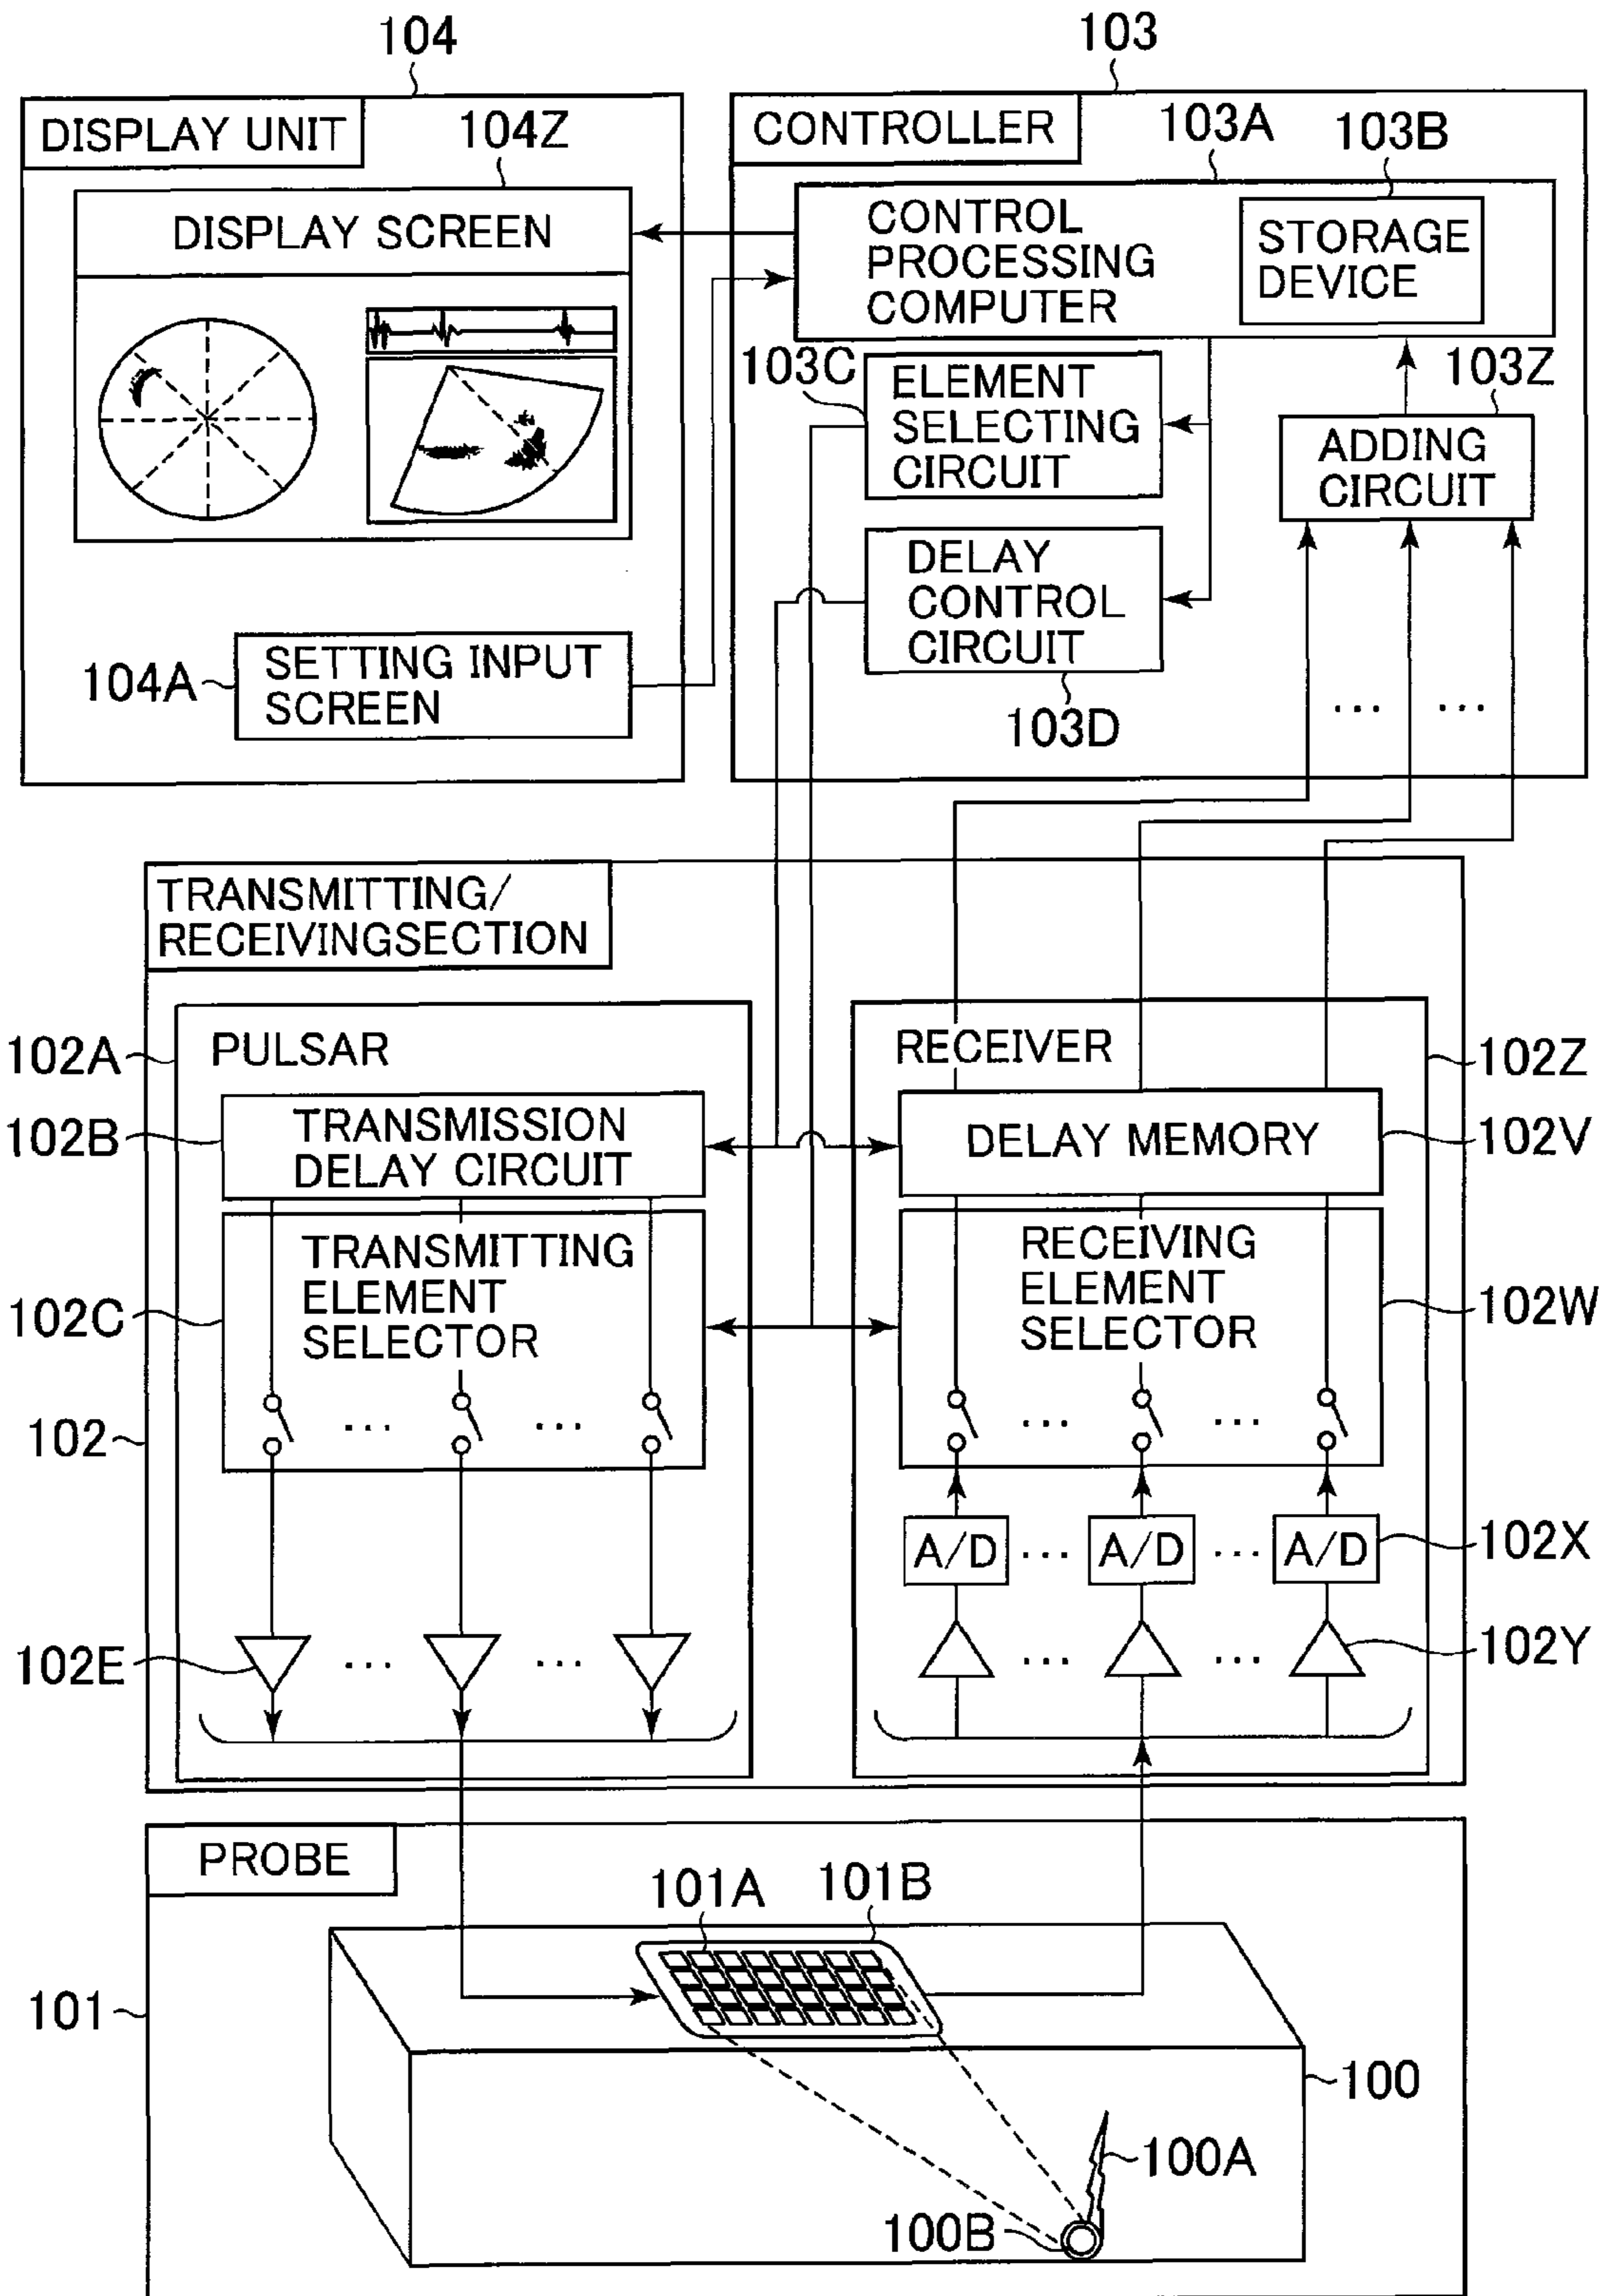 104
103
DISPLAY UNIT
104Z
CONTROLLER
103A
103B
DISPLAY SCREEN
CONTROL
PROCESSING
COMPUTER
STORAGE
DEVICE
103C
ELEMENT
SELECTING
CIRCUIT
103Z
ADDING
CIRCUIT
DELAY
CONTROL
CIRCUIT
104A
SETTING INPUT
SCREEN
103D
... ...
TRANSMITTING/
RECEIVINGSECTION
102A
PULSAR
RECEIVER
102Z
102B
TRANSMISSION
DELAY CIRCUIT
DELAY MEMORY
102V
102C
TRANSMITTING
ELEMENT
SELECTOR
RECEIVING
ELEMENT
SELECTOR
102W
102
... ...
... ...
A/D ... A/D ... A/D
102X
102E
... ...
... ...
102Y
PROBE
101A
101B
101
100
100A
100B